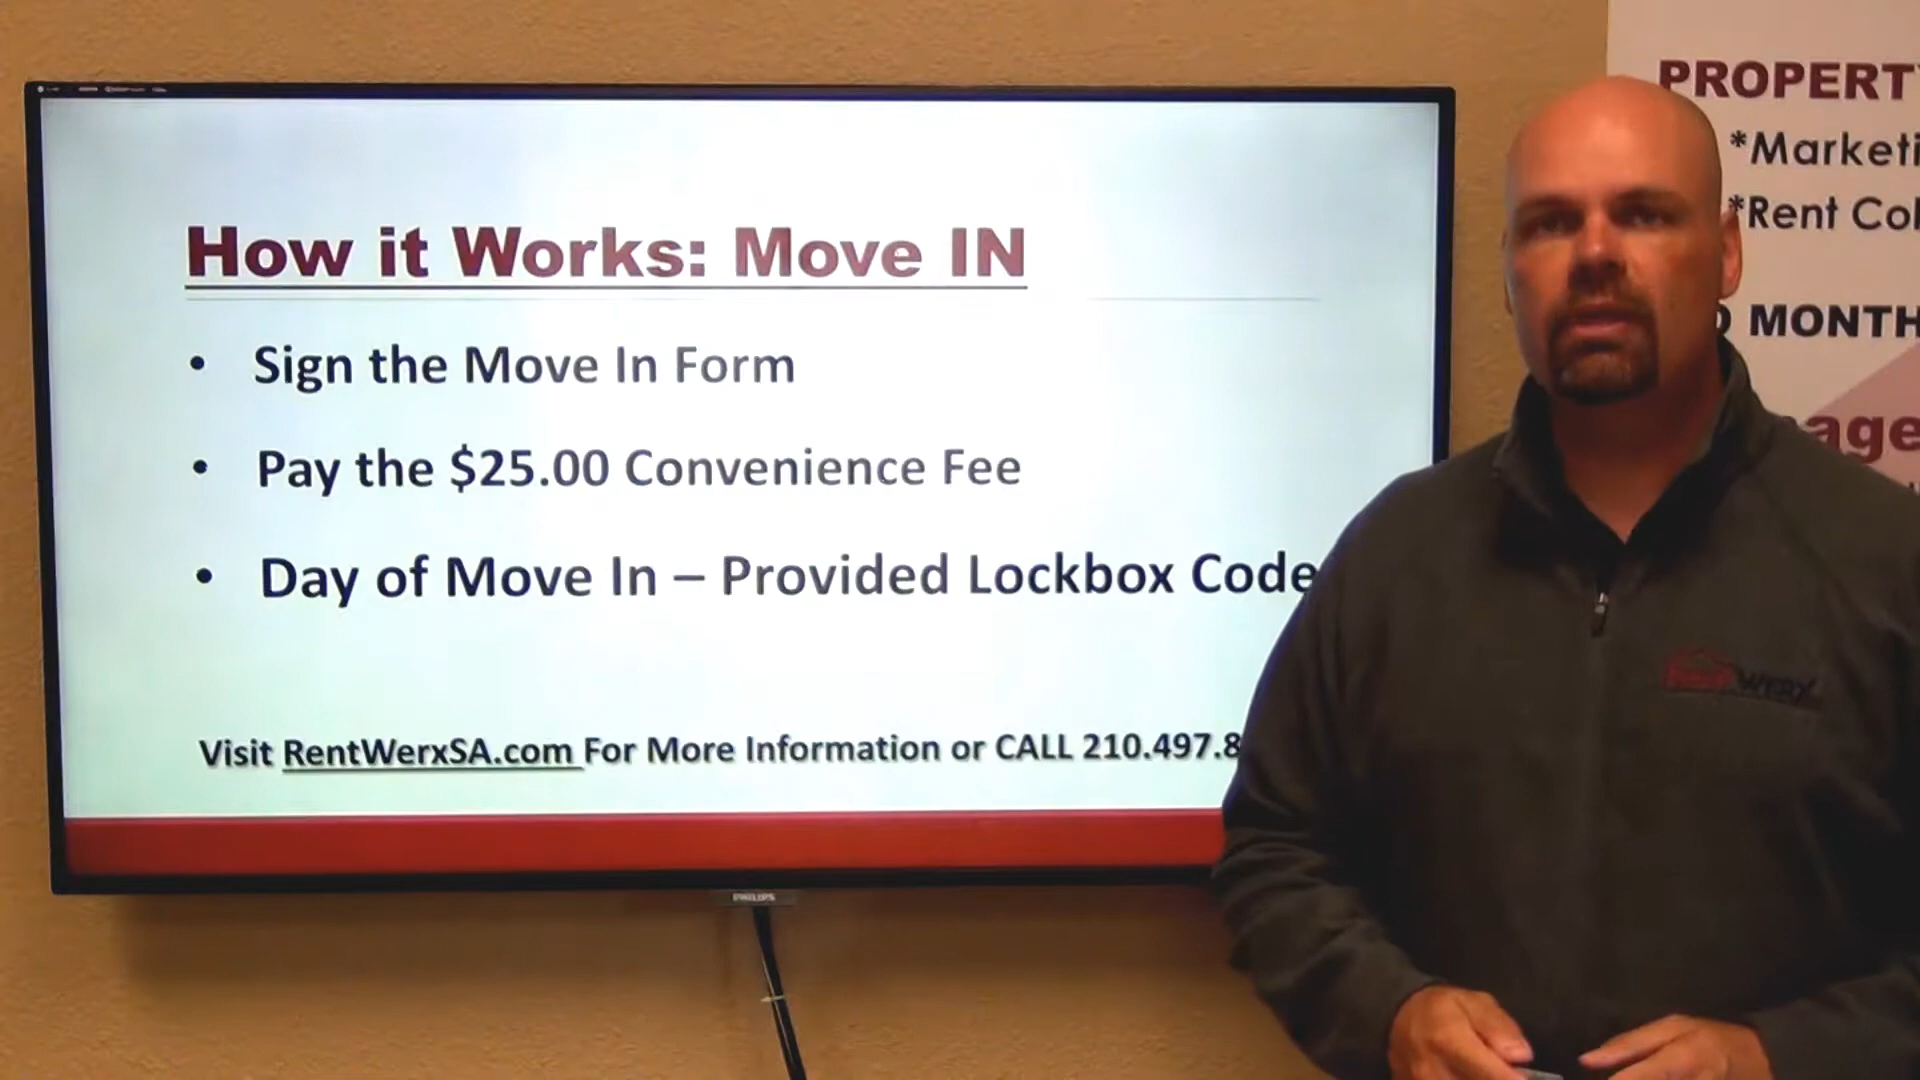 How it Works: Move IN
• Sign the Move In Form
• Pay the $25.00 Convenience Fee
• Day of Move In – Provided Lockbox Code
Visit RentWerxSA.com For More Information or CALL 210.497.8
PHILIPS
PROPERTY
*Marketi
*Rent Col
MONTH
age
WERX